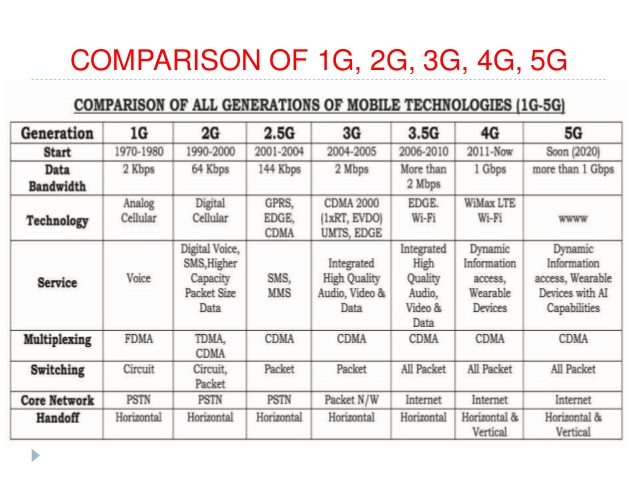 COMPARISON OF 1G, 2G, 3G, 4G, 5G
COMPARISON OF ALL GENERATIONS OF MOBILE TECHNOLOGIES (1G-5G)
Generation 1G 2G 2.5G 3G 3.5G 4G 5G
Start 1970-1980 1990-2000 2001-2004 2004-2005 2006-2010 2011-Now Soon (2020)
Data Bandwidth 2 Kbps 64 Kbps 144 Kbps 2 Mbps More than 2 Mbps 1 Gbps more than 1 Gbps
Technology Analog Cellular Digital Cellular GPRS, EDGE, CDMA CDMA 2000 (1xRT, EVDO) UMTS, EDGE EDGE. Wi-Fi WiMax LTE Wi-Fi wwww
Service Voice Digital Voice, SMS,Higher Capacity Packet Size Data SMS, MMS Integrated High Quality Audio, Video & Data Integrated High Quality Audio, Video & Data Dynamic Information access, Wearable Devices Dynamic Information access, Wearable Devices with AI Capabilities
Multiplexing FDMA TDMA, CDMA CDMA CDMA CDMA CDMA CDMA
Switching Circuit Circuit, Packet Packet Packet All Packet All Packet All Packet
Core Network PSTN PSTN PSTN Packet N/W Internet Internet Internet
Handoff Horizontal Horizontal Horizontal Horizontal Horizontal Horizontal & Vertical Horizontal & Vertical